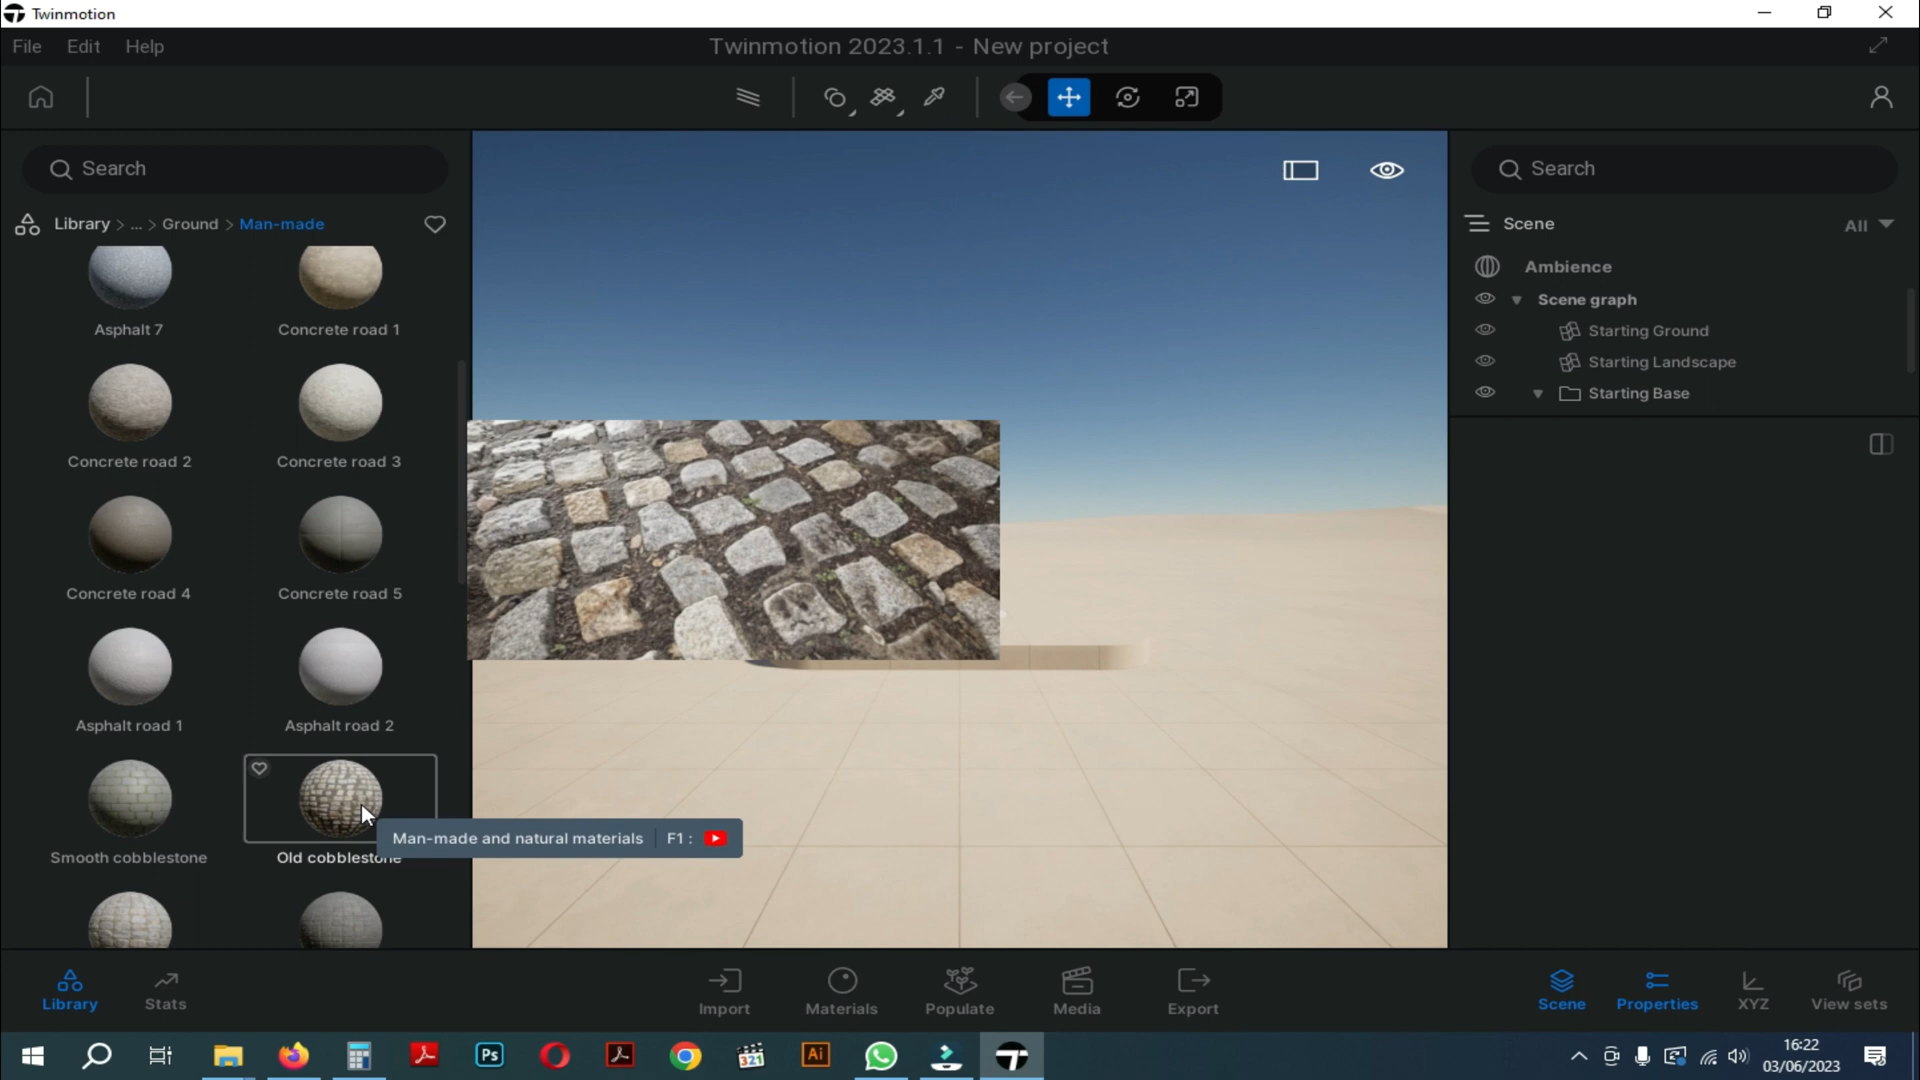 Twinmotion
File Edit Help
Twinmotion 2023.1.1 - New project
Search
Library > ... > Ground > Man-made
Asphalt 7
Concrete road 1
Concrete road 2
Concrete road 3
Concrete road 4
Concrete road 5
Asphalt road 1
Asphalt road 2
Smooth cobblestone
Old cobblestone
Man-made and natural materials F1 :
Search
Scene
All
Ambience
Scene graph
Starting Ground
Starting Landscape
Starting Base
Library
Stats
Import
Materials
Populate
Media
Export
Scene
Properties
XYZ
View sets
Ps
321
Ai
16:22
03/06/2023